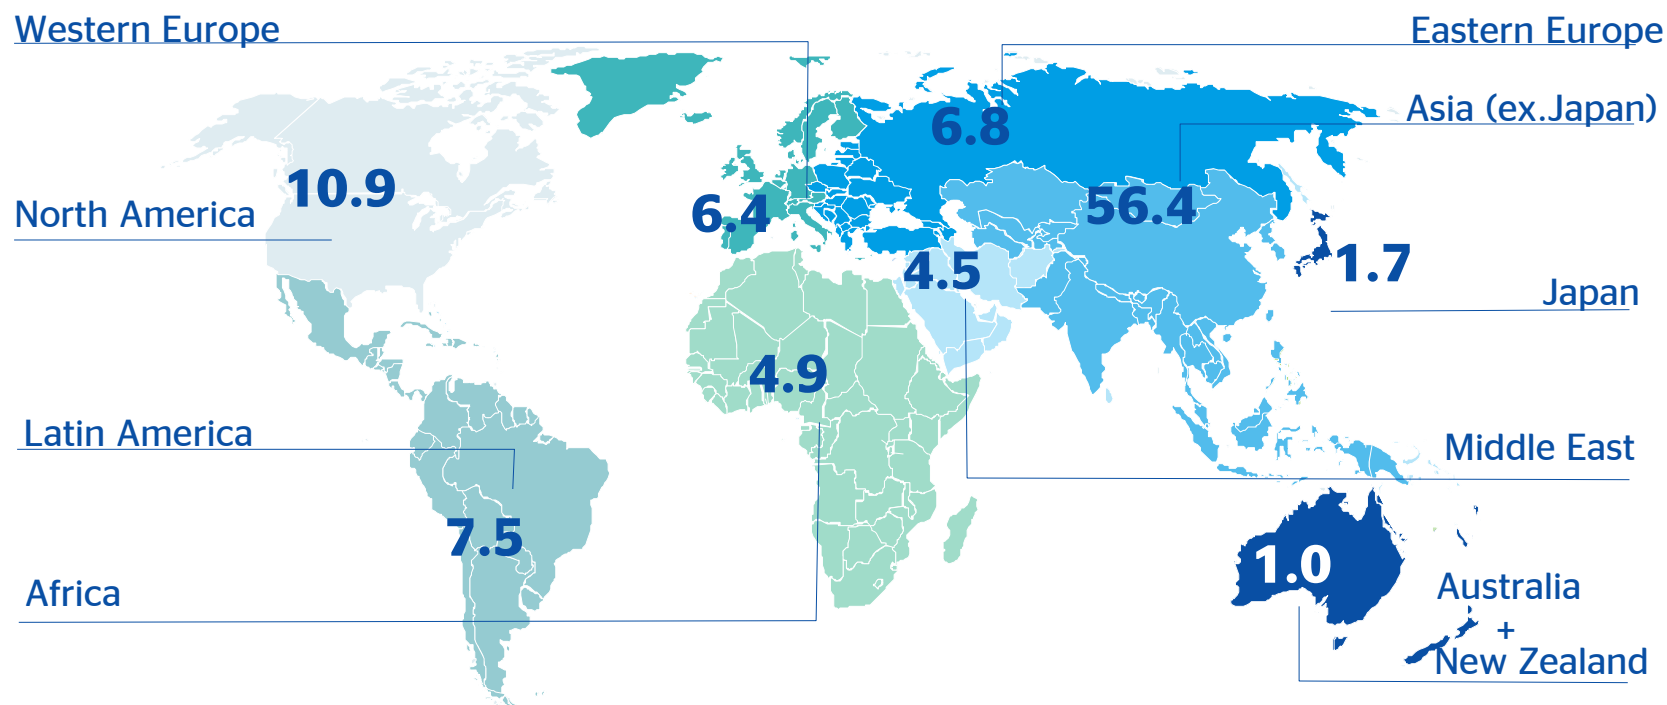 Western Europe
Eastern Europe
Asia (ex.Japan)
6.8
10.9
56.4
North America
6.4
1.7
4.5
Japan
4.9
Latin America
Middle East
7.5
1.0
Africa
Australia
+
New Zealand